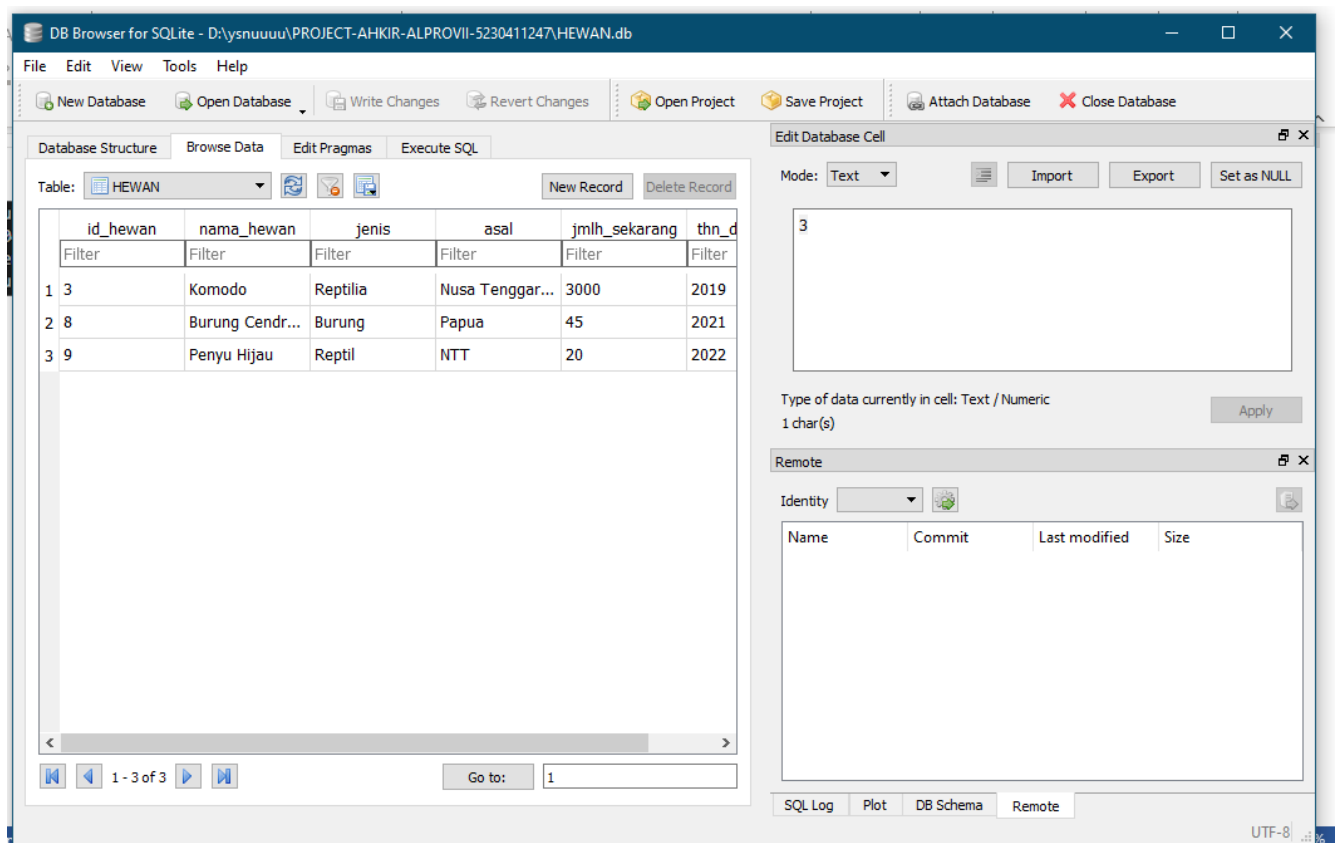 DB Browser for SQLite - D:\ysnuuuu\PROJECT-AHKIR-ALPROVII-5230411247\HEWAN.db
File Edit View Tools Help
New Database Open Database Write Changes Revert Changes Open Project Save Project Attach Database Close Database
Database Structure Browse Data Edit Pragmas Execute SQL
Table: HEWAN New Record Delete Record
id_hewan nama_hewan jenis asal jmlh_sekarang thn_d
Filter Filter Filter Filter Filter Filter
1 3 Komodo Reptilia Nusa Tenggar... 3000 2019
2 8 Burung Cendr... Burung Papua 45 2021
3 9 Penyu Hijau Reptil NTT 20 2022
1 - 3 of 3 Go to: 1
Edit Database Cell
Mode: Text Import Export Set as NULL
3
Type of data currently in cell: Text / Numeric
1 char(s)
Apply
Remote
Identity
Name Commit Last modified Size
SQL Log Plot DB Schema Remote
UTF-8
%